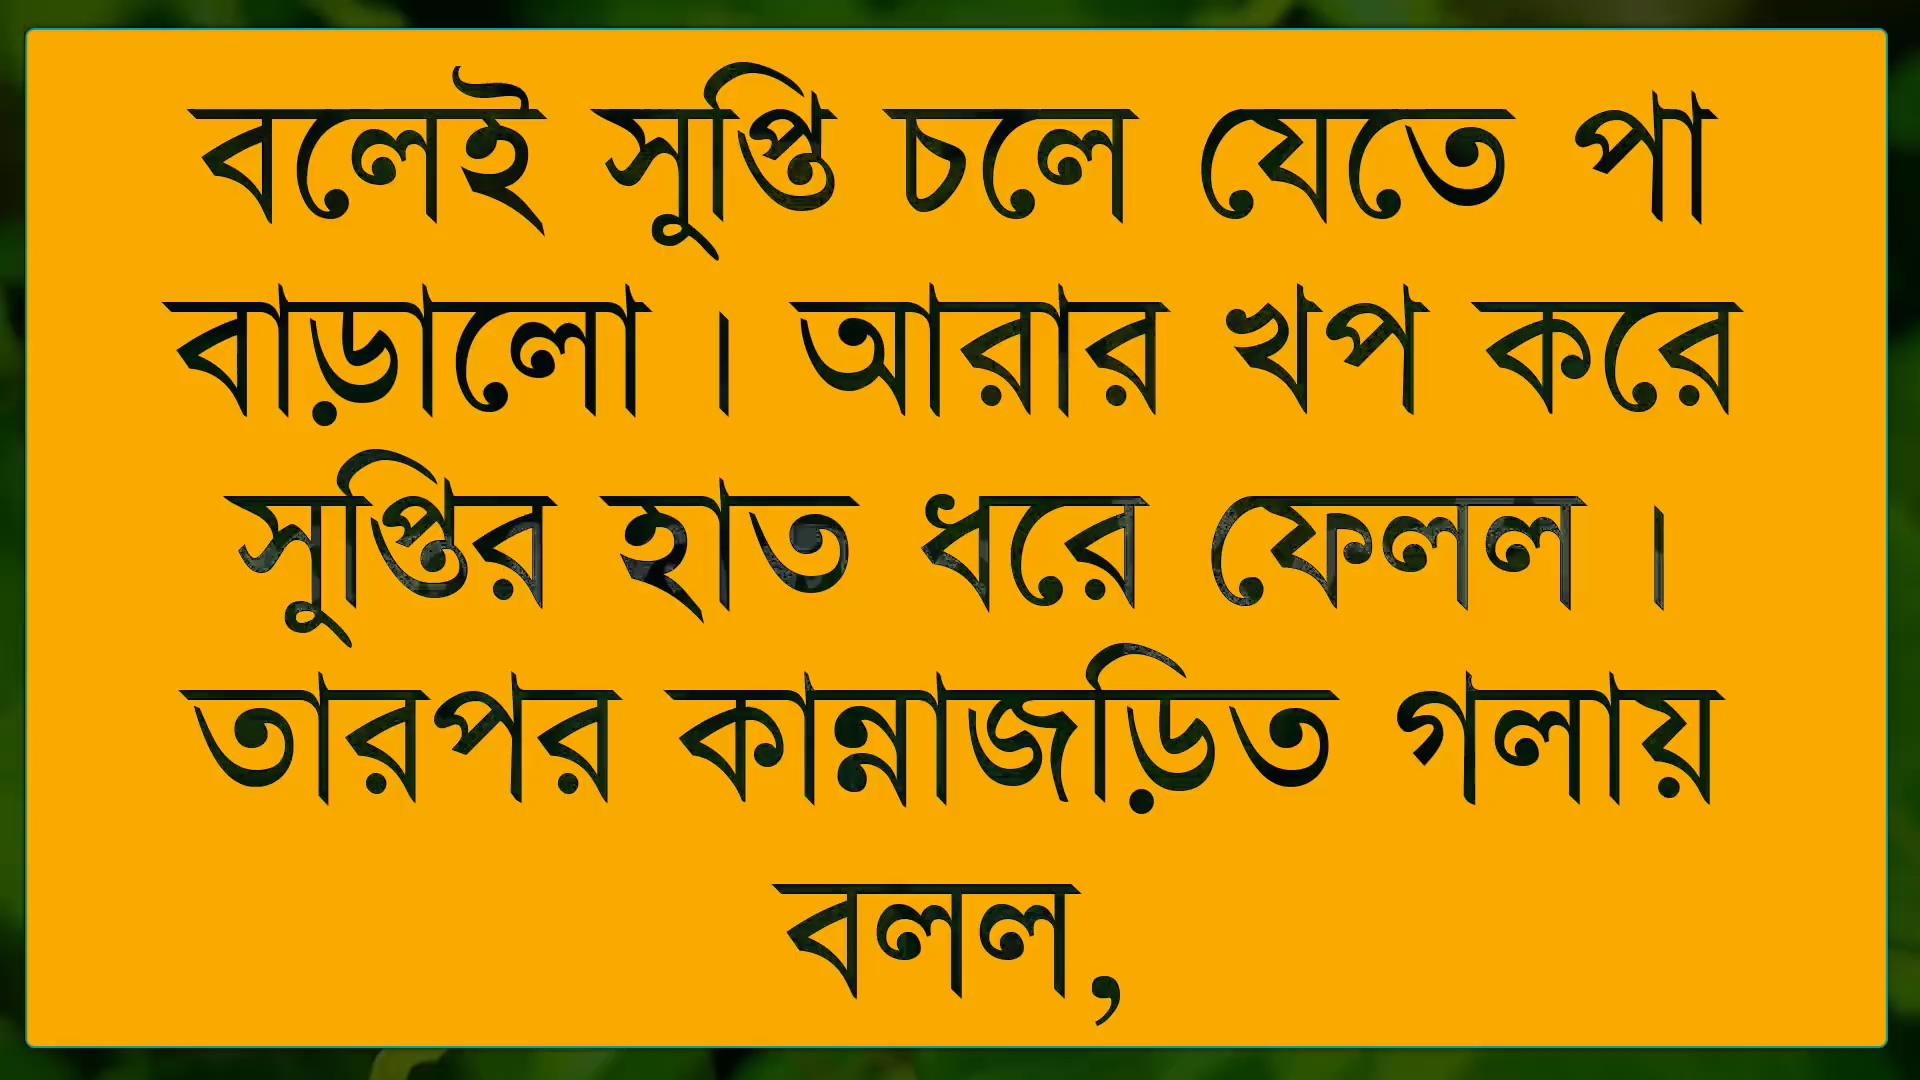 বলেই সুপ্তি চলে যেতে পা
বাড়ালো। আরার খপ করে
সুপ্তির হাত ধরে ফেলল।
তারপর কান্নাজড়িত গলায়
বলল,